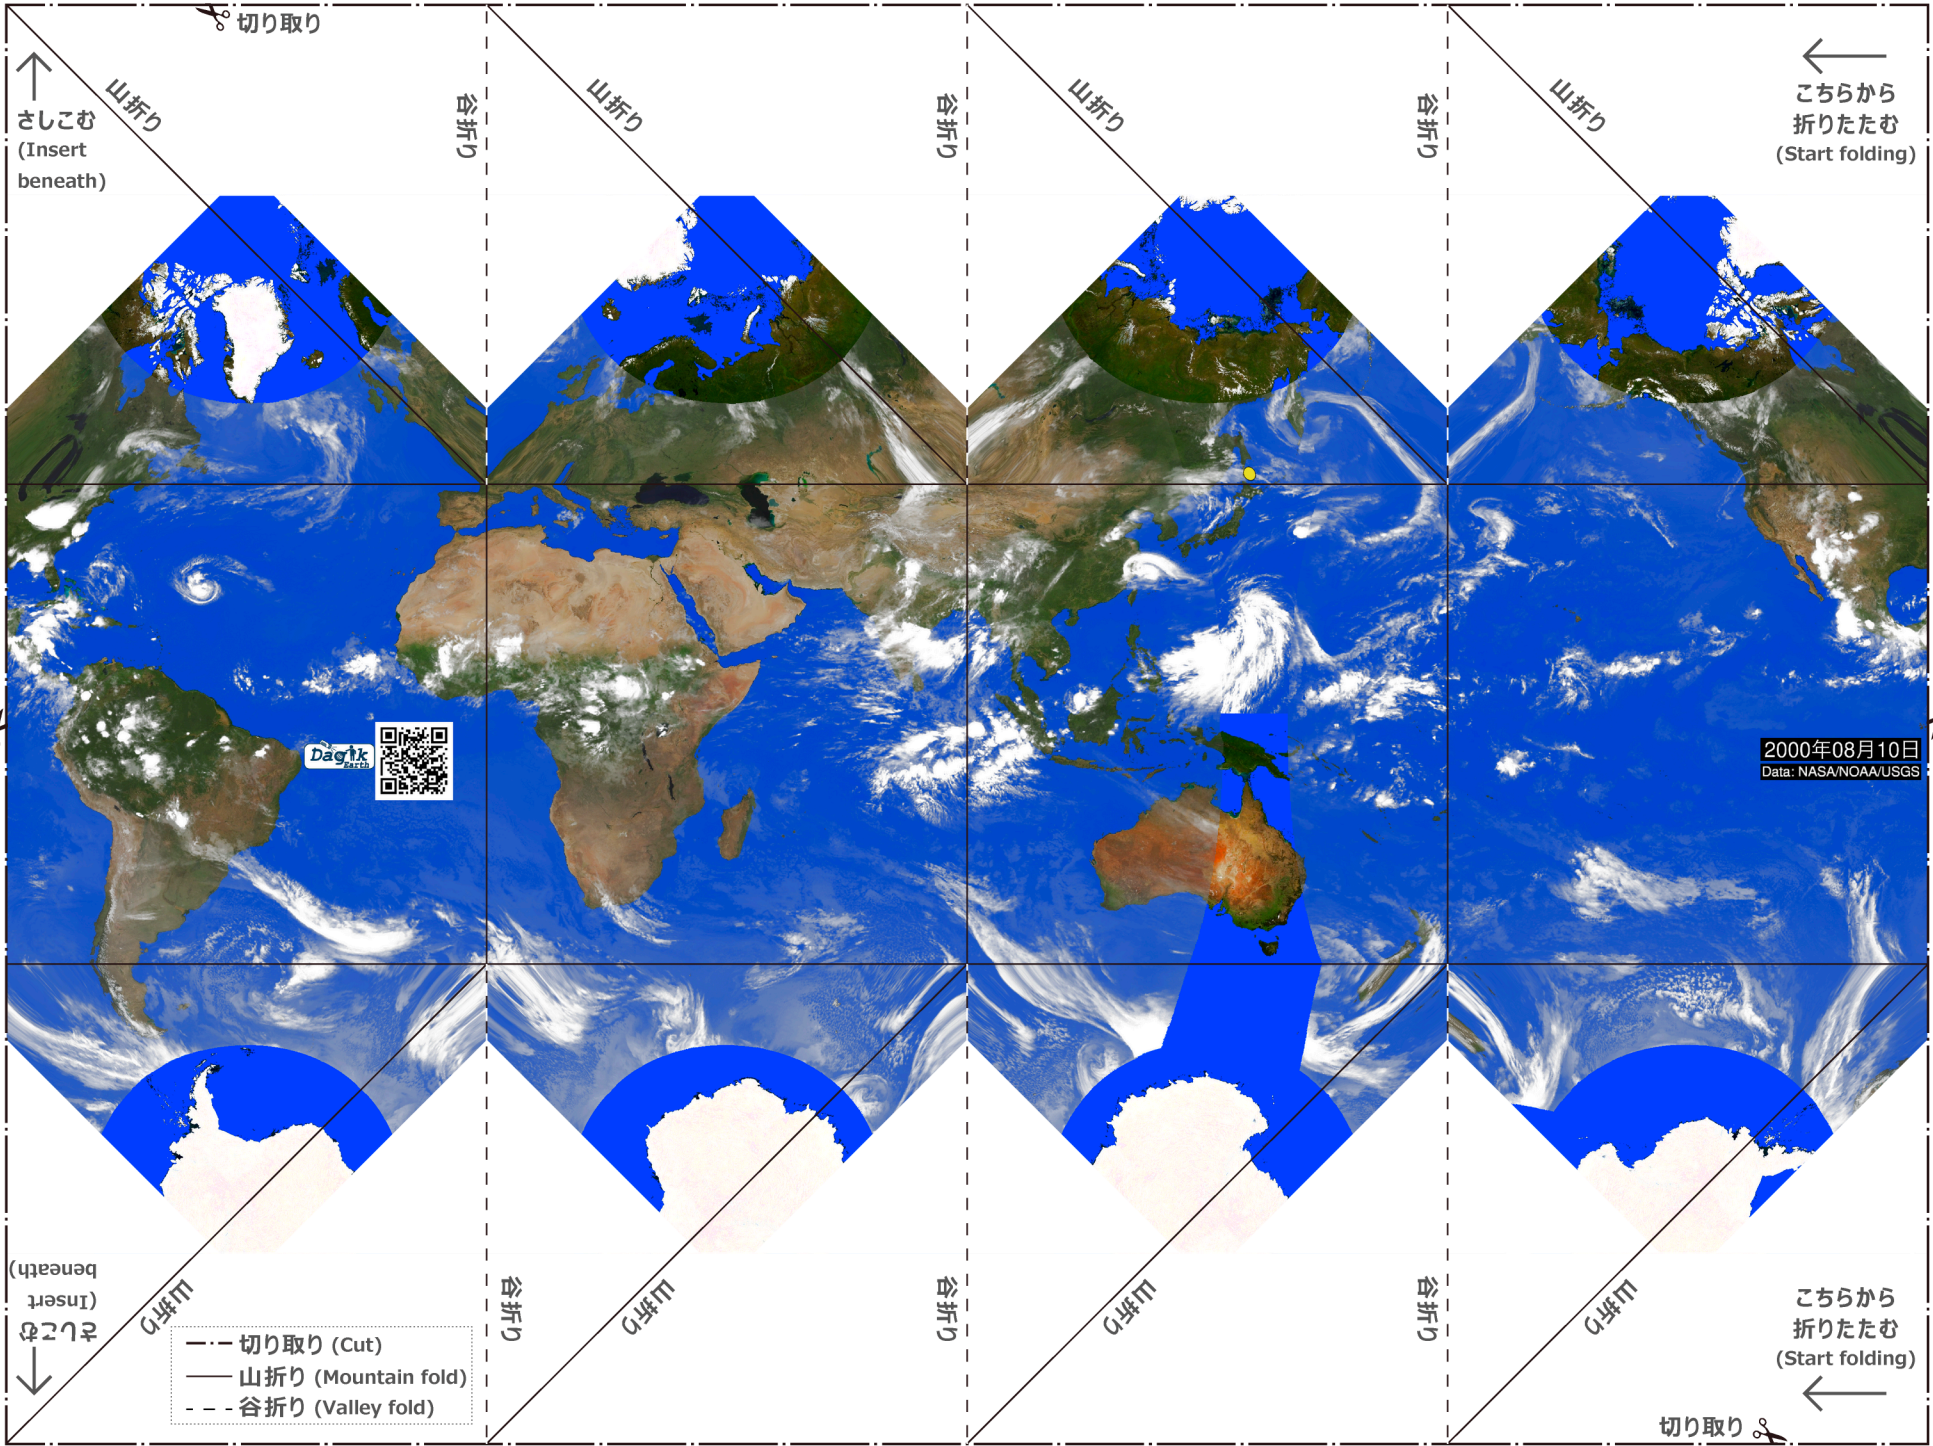 切り取り
山折り
谷折り
山折り
谷折り
山折り
谷折り
山折り
さしこむ
(Insert
beneath)
こちらから
折りたたむ
(Start folding)
Dagik
Earth
2000年08月10日
Data: NASA/NOAA/USGS
さしこむ
(Insert
beneath)
山折り
谷折り
山折り
谷折り
山折り
谷折り
山折り
切り取り (Cut)
山折り (Mountain fold)
谷折り (Valley fold)
こちらから
折りたたむ
(Start folding)
切り取り